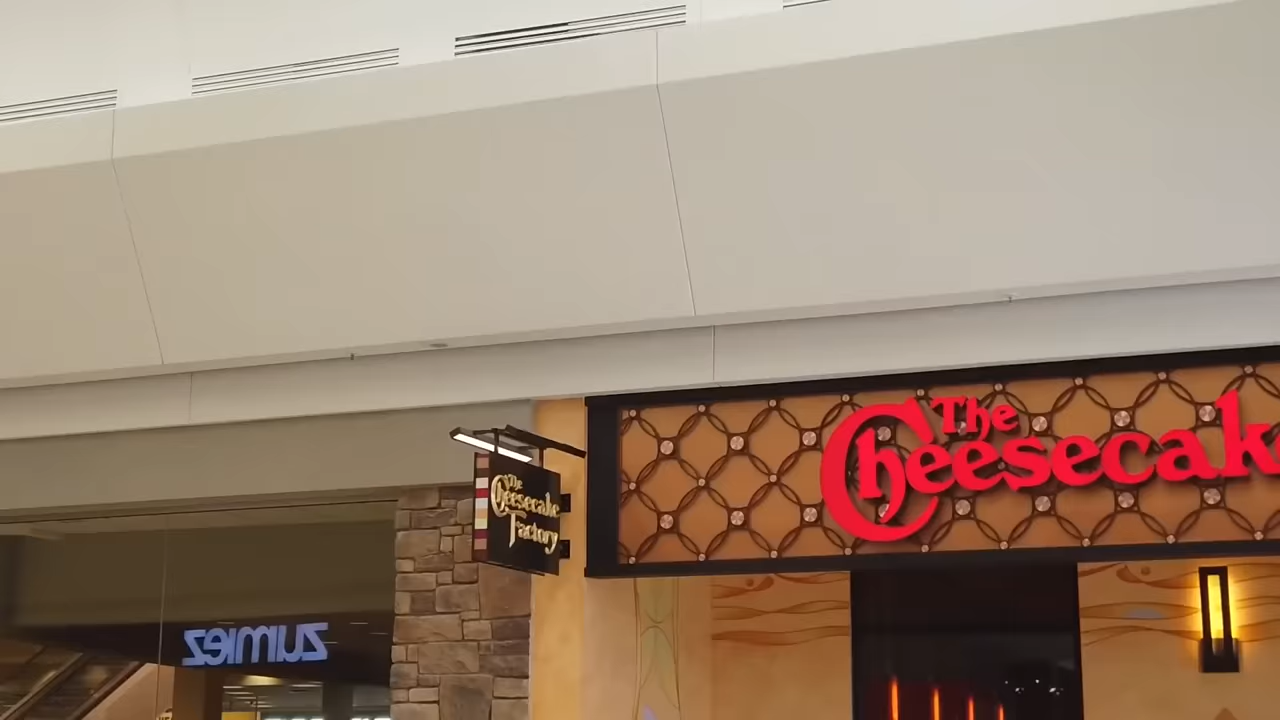 The
Cheesecak
The
Cheesecake
Factory
zumiez